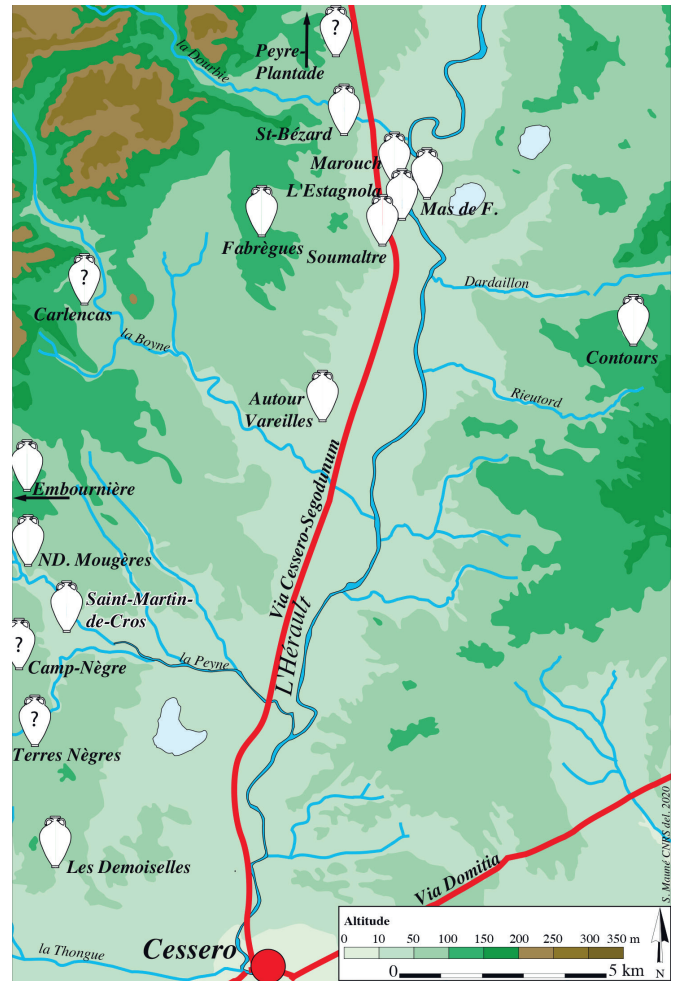 ?
Peyre-
Plantade
la Dourbie
St-Bézard
Marouch
L'Estagnola
Mas de F.
Fabrègues
Soumaltre
Dardaillon
?
Carlencas
Contours
la Boyne
Rieutord
Autour
Vareilles
Embournière
Via Cessero-Segodunum
ND. Mougères
Saint-Martin-
de-Cros
L'Hérault
?
Camp-Nègre
la Peyne
?
Terres Nègres
Les Demoiselles
Via Domitia
S. Mauné CNRS del. 2020
Cessero
la Thongue
Altitude
0 10 50 100 150 200 250 300 350 m
0 5 km
N